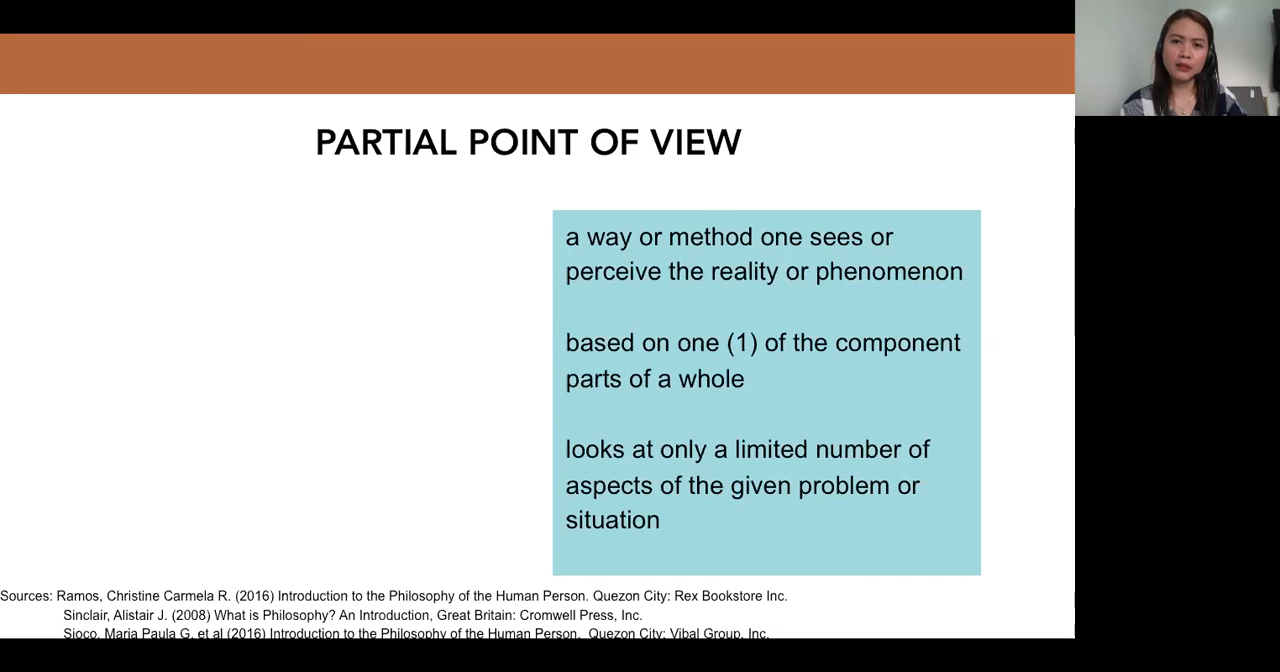 PARTIAL POINT OF VIEW
a way or method one sees or
perceive the reality or phenomenon
based on one (1) of the component
parts of a whole
looks at only a limited number of
aspects of the given problem or
situation
Sources: Ramos, Christine Carmela R. (2016) Introduction to the Philosophy of the Human Person. Quezon City: Rex Bookstore Inc.
Sinclair, Alistair J. (2008) What is Philosophy? An Introduction, Great Britain: Cromwell Press, Inc.
Sioco, Maria Paula G. et al (2016) Introduction to the Philosophy of the Human Person. Quezon City: Vibal Group, Inc.